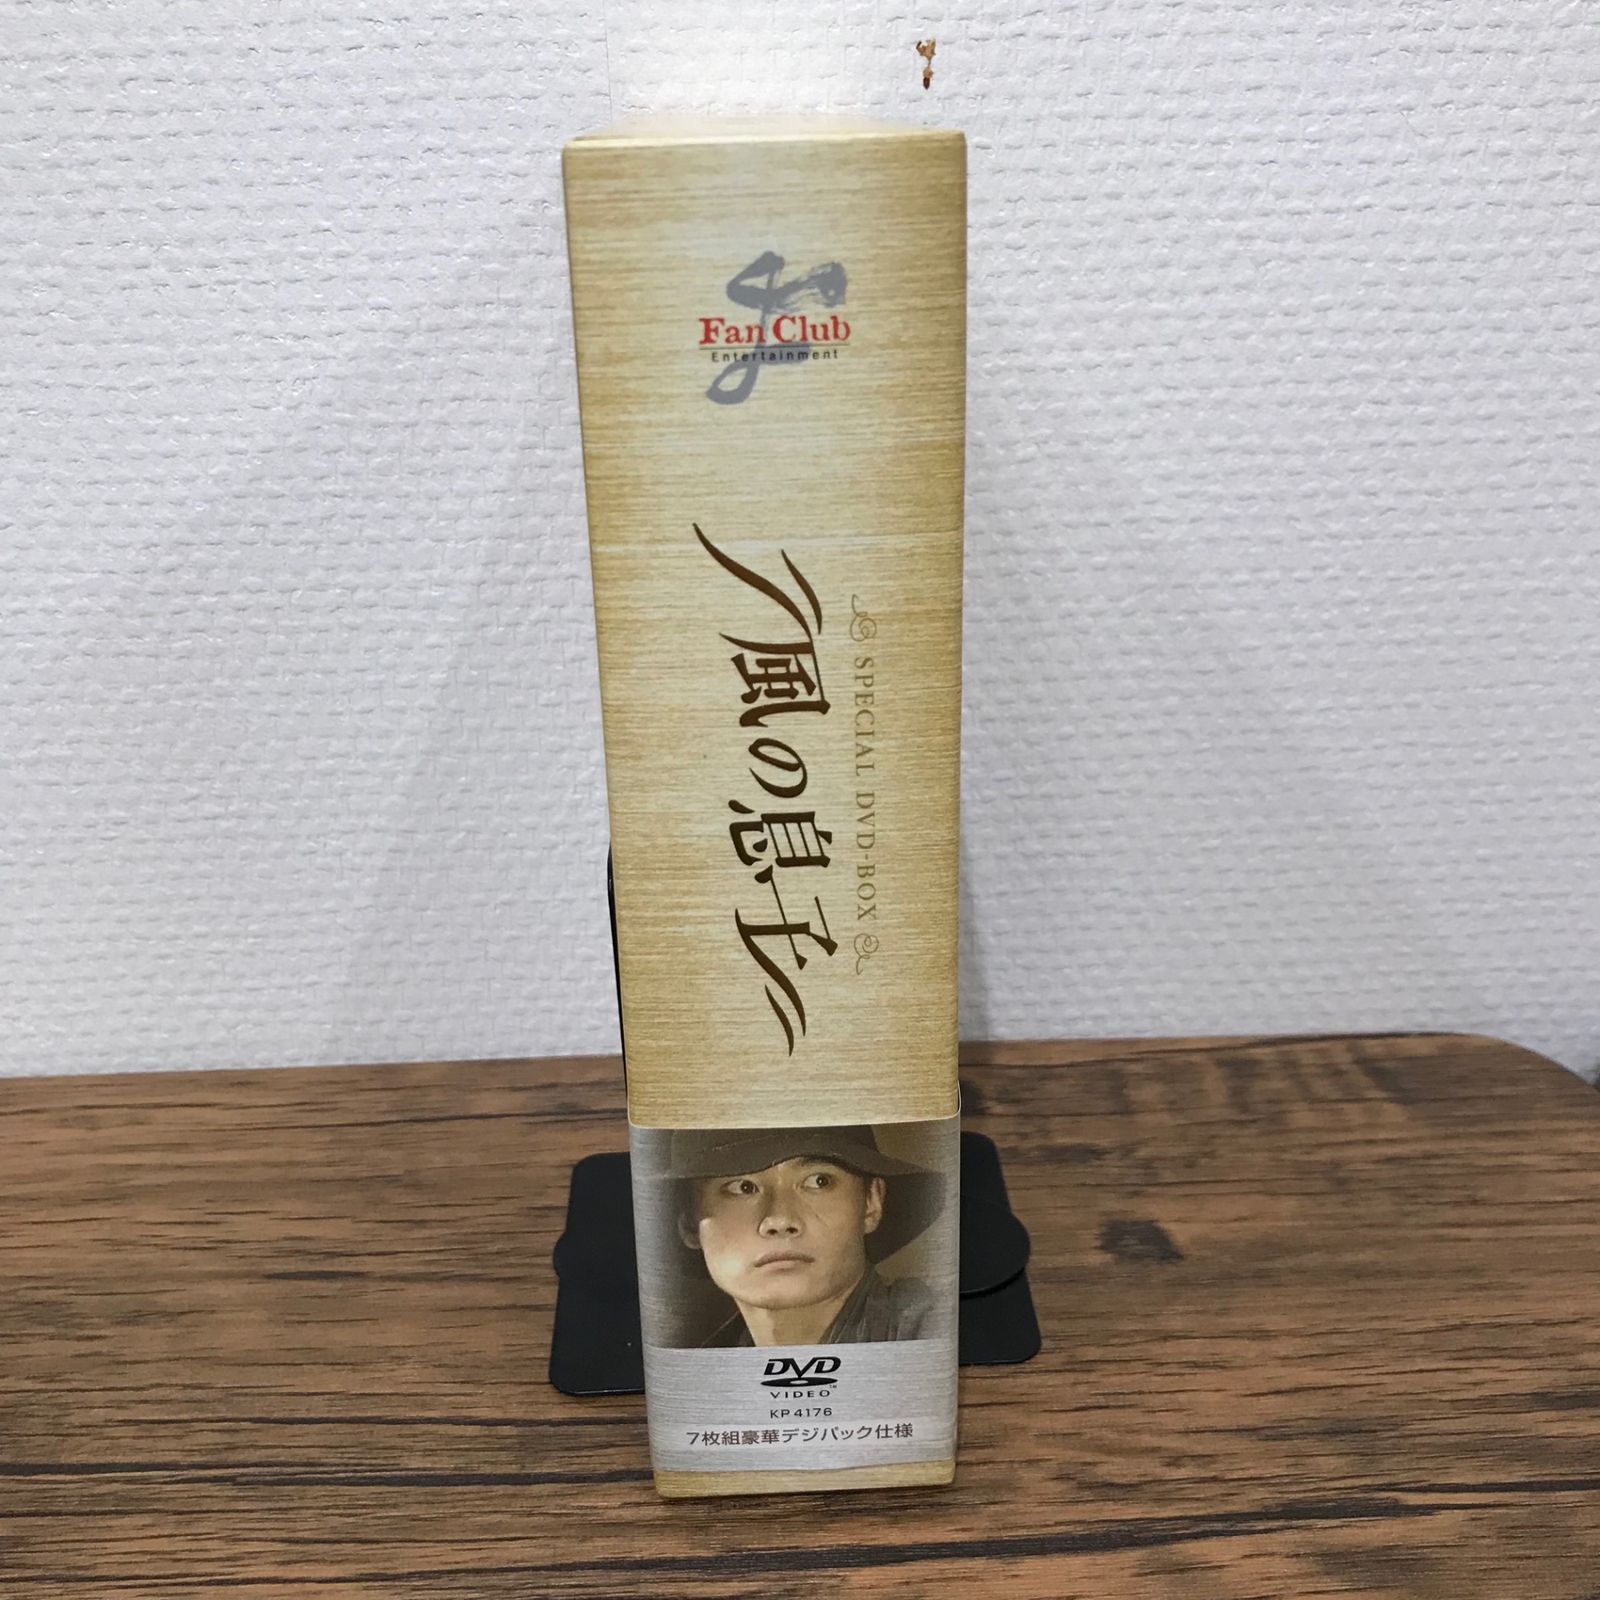 Fan Club
Entertainment
風の息子
SPECIAL DVD-BOX
DVD
VIDEO™
KP 4176
7枚組豪華デジパック仕様